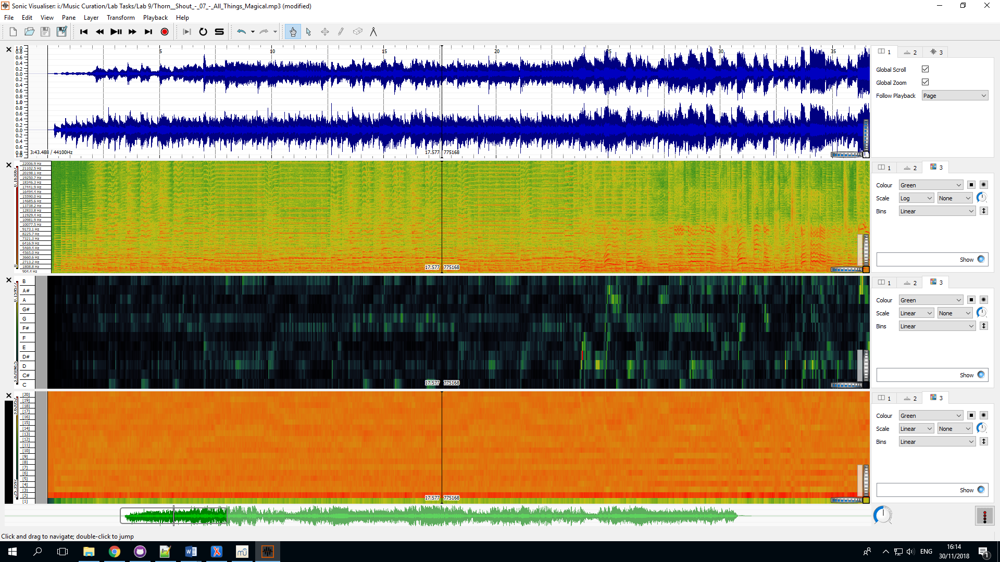 Sonic Visualiser: i:/Music Curation/Lab Tasks/Lab 9/Thorn__Shout_-_07_-_All_Things_Magical.mp3 (modified)
File Edit View Pane Layer Transform Playback Help
5 10 15 20 25 30 35
1.0
0.8
0.6
0.4
0.2
0.0
0.2
0.4
0.6
0.8
1.0
0.8
0.6
0.4
0.2
0.0
0.2
0.4
0.6
0.8
1.0
3:43.488 / 44100Hz
17.577 775168
1 2 3
Global Scroll
Global Zoom
Follow Playback Page
22006.9 Hz
21102.5 Hz
20198.1 Hz
19250.7 Hz
18346.3 Hz
17441.9 Hz
16494.4 Hz
15590.0 Hz
14685.6 Hz
13738.2 Hz
12833.8 Hz
11929.4 Hz
10981.9 Hz
10077.5 Hz
9173.1 Hz
8225.7 Hz
7321.3 Hz
6416.9 Hz
5469.4 Hz
4565.0 Hz
3660.6 Hz
2713.2 Hz
1808.8 Hz
904.4 Hz
17.577 775168
1 2 3
Colour Green
Scale Log None
Bins Linear
Show
B
A#
A
G#
G
F#
F
E
D#
D
C#
C
17.577 775168
1 2 3
Colour Green
Scale Linear None
Bins Linear
Show
[20]
[19]
[18]
[17]
[16]
[15]
[14]
[13]
[12]
[11]
[10]
[9]
[8]
[7]
[6]
[5]
[4]
[3]
[2]
[1]
17.577 775168
1 2 3
Colour Green
Scale Linear None
Bins Linear
Show
Click and drag to navigate; double-click to jump
ENG
16:14
30/11/2018
1